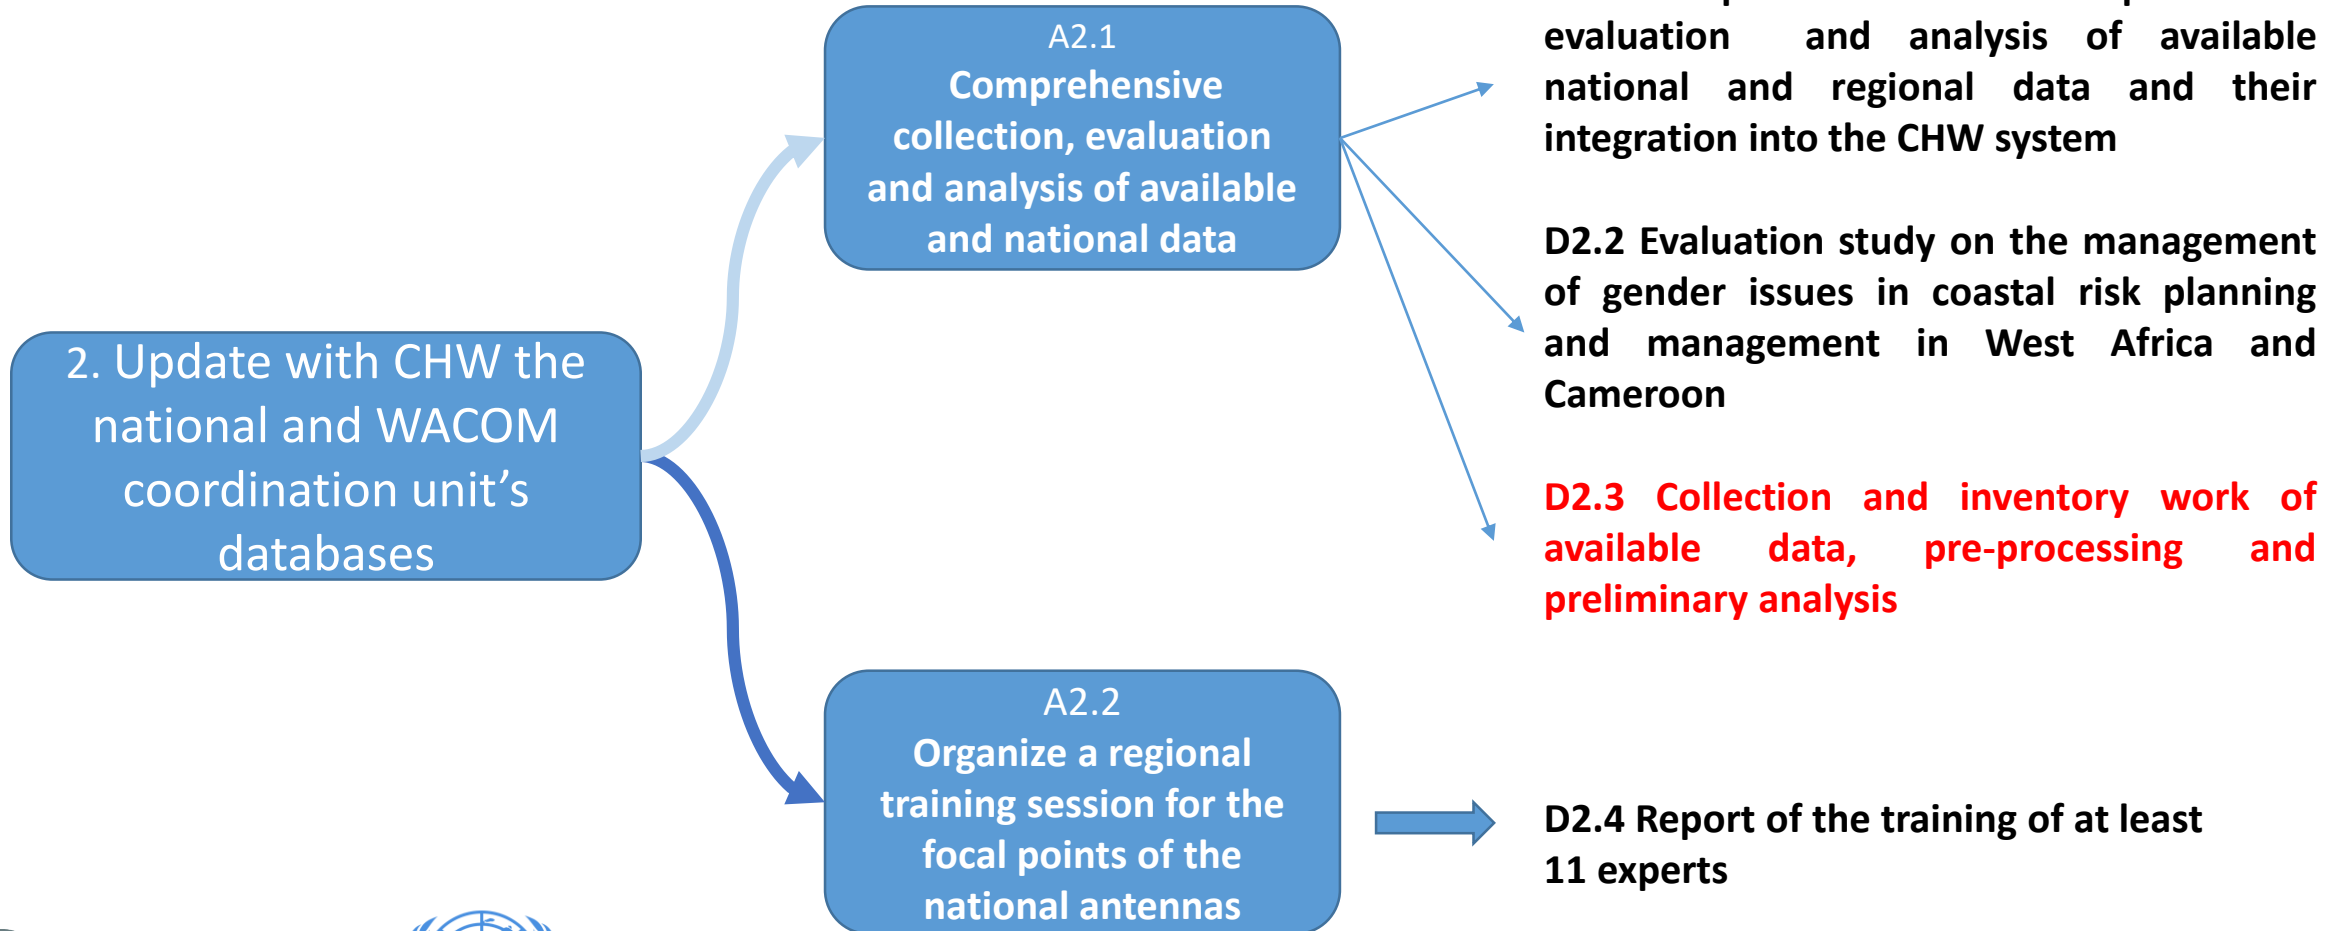 A2.1
Comprehensive
collection, evaluation
and analysis of available
and national data
evaluation and analysis of available
national and regional data and their
integration into the CHW system
D2.2 Evaluation study on the management
of gender issues in coastal risk planning
and management in West Africa and
Cameroon
2. Update with CHW the
national and WACOM
coordination unit’s
databases
D2.3 Collection and inventory work of
available data, pre-processing and
preliminary analysis
A2.2
Organize a regional
training session for the
focal points of the
national antennas
D2.4 Report of the training of at least
11 experts